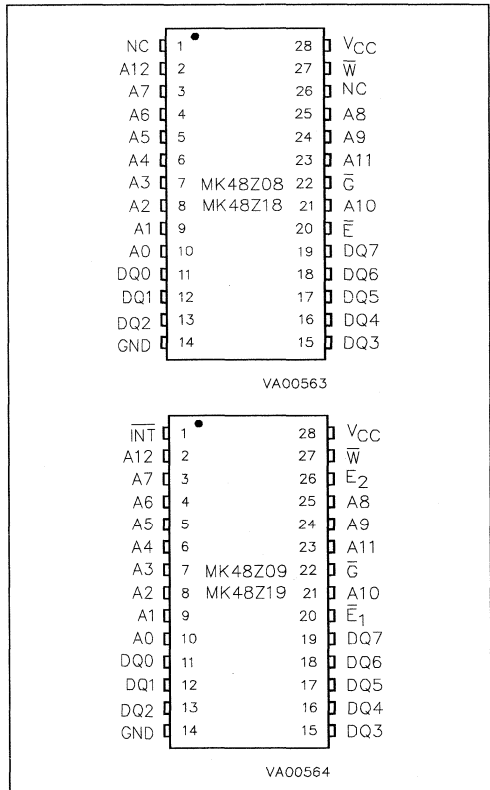 NC 1 28 VCC
A12 2 27 W̅
A7 3 26 NC
A6 4 25 A8
A5 5 24 A9
A4 6 23 A11
A3 7 MK48Z08 22 G̅
A2 8 MK48Z18 21 A10
A1 9 20 E̅
A0 10 19 DQ7
DQ0 11 18 DQ6
DQ1 12 17 DQ5
DQ2 13 16 DQ4
GND 14 15 DQ3
VA00563
I̅N̅T̅ 1 28 VCC
A12 2 27 W̅
A7 3 26 E2
A6 4 25 A8
A5 5 24 A9
A4 6 23 A11
A3 7 MK48Z09 22 G̅
A2 8 MK48Z19 21 A10
A1 9 20 E̅1
A0 10 19 DQ7
DQ0 11 18 DQ6
DQ1 12 17 DQ5
DQ2 13 16 DQ4
GND 14 15 DQ3
VA00564